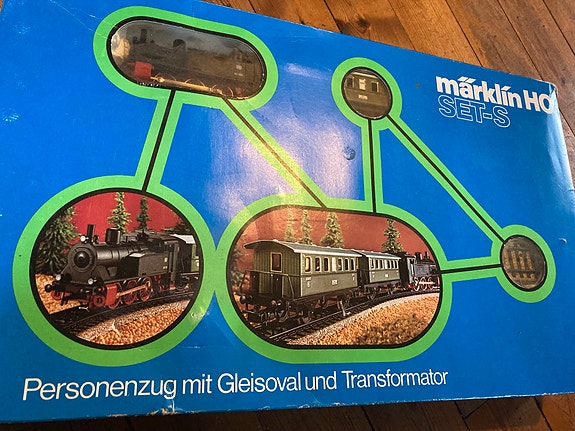 märklin HO
SET-S
Personenzug mit Gleisoval und Transformator